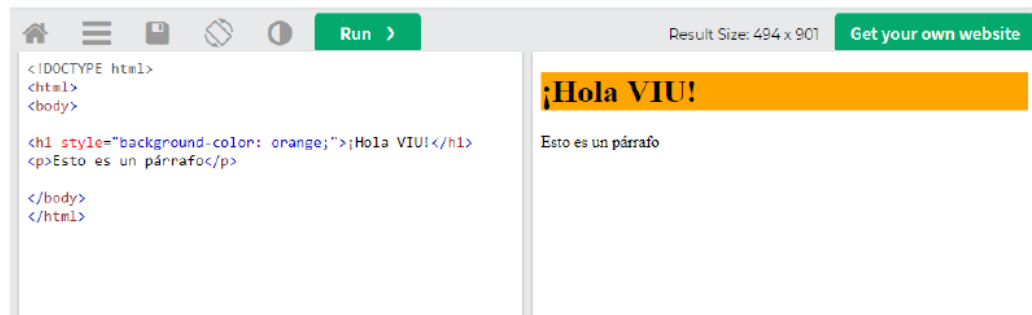 Run ❯
Result Size: 494 x 901
Get your own website
<!DOCTYPE html>
<html>
<body>
<h1 style="background-color: orange;">¡Hola VIU!</h1>
<p>Esto es un párrafo</p>
</body>
</html>
¡Hola VIU!
Esto es un párrafo